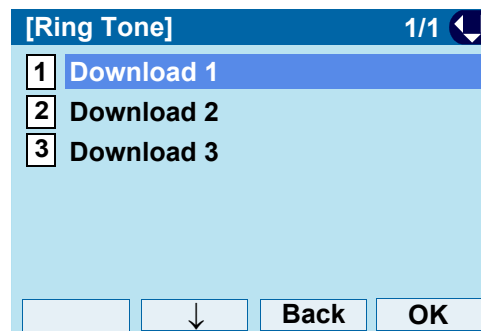 [Ring Tone] 1/1
1 Download 1
2 Download 2
3 Download 3
↓ Back OK